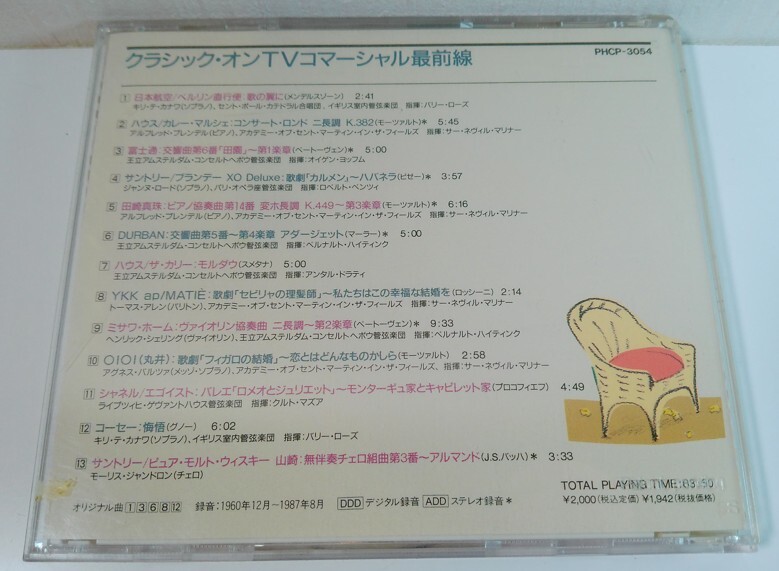 クラシック・オンTVコマーシャル最前線
PHCP-3054
1 日本航空/ベルリン直行便:歌の翼に(メンデルスゾーン) 2:41
キリ・テ・カナワ(ソプラノ)、セント・ポール・カテドラル合唱団、イギリス室内管弦楽団 指揮:バリー・ローズ
2 ハウス/カレー・マルシェ:コンサート・ロンド ニ長調 K.382(モーツァルト)* 5:45
アルフレッド・ブレンデル(ピアノ)、アカデミー・オブ・セント・マーティン・イン・ザ・フィールズ 指揮:サー・ネヴィル・マリナー
3 富士通:交響曲第6番「田園」〜第1楽章(ベートーヴェン)* 5:00
王立アムステルダム・コンセルトヘボウ管弦楽団 指揮:オイゲン・ヨッフム
4 サントリー/ブランデー XO Deluxe:歌劇「カルメン」〜ハバネラ(ビゼー)* 3:57
ジャンヌ・ロード(ソプラノ)、パリ・オペラ座管弦楽団 指揮:ロベルト・ベンツィ
5 田崎真珠:ピアノ協奏曲第14番 変ホ長調 K.449〜第3楽章(モーツァルト)* 6:16
アルフレッド・ブレンデル(ピアノ)、アカデミー・オブ・セント・マーティン・イン・ザ・フィールズ 指揮:サー・ネヴィル・マリナー
6 DURBAN:交響曲第5番〜第4楽章 アダージェット(マーラー)* 5:00
王立アムステルダム・コンセルトヘボウ管弦楽団 指揮:ベルナルト・ハイティンク
7 ハウス/ザ・カリー:モルダウ(スメタナ) 5:00
王立アムステルダム・コンセルトヘボウ管弦楽団 指揮:アンタル・ドラティ
8 YKK ap/MATIÉ:歌劇「セビリャの理髪師」〜私たちはこの幸福な結婚を(ロッシーニ) 2:14
トーマス・アレン(バリトン)、アカデミー・オブ・セント・マーティン・イン・ザ・フィールズ 指揮:サー・ネヴィル・マリナー
9 ミサワ・ホーム:ヴァイオリン協奏曲 ニ長調〜第2楽章(ベートーヴェン)* 9:33
ヘンリック・シェリング(ヴァイオリン)、王立アムステルダム・コンセルトヘボウ管弦楽団 指揮:ベルナルト・ハイティンク
10 OIOI(丸井):歌劇「フィガロの結婚」〜恋とはどんなものかしら(モーツァルト) 2:58
アグネス・バルツァ(メッゾ・ソプラノ)、アカデミー・オブ・セント・マーティン・イン・ザ・フィールズ、指揮:サー・ネヴィル・マリナー
11 シャネル/エゴイスト:バレエ「ロメオとジュリエット」〜モンターギュ家とキャピレット家(プロコフィエフ) 4:49
ライプツィヒ・ゲヴァントハウス管弦楽団 指揮:クルト・マズア
12 コーセー:悔悟(グノー) 6:02
キリ・テ・カナワ(ソプラノ)、イギリス室内管弦楽団 指揮:バリー・ローズ
13 サントリー/ピュア・モルト・ウィスキー 山崎:無伴奏チェロ組曲第3番〜アルマンド(J.S.バッハ)* 3:33
モーリス・ジャンドロン(チェロ)
TOTAL PLAYING TIME:63:50
オリジナル曲 1 3 6 8 12 録音:1960年12月〜1987年8月 DDD デジタル録音 ADD ステレオ録音*
¥2,000(税込定価) ¥1,942(税抜価格)